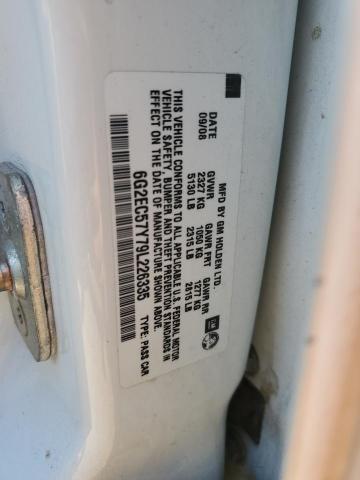 MFD BY GM HOLDEN LTD.
DATE GVWR GAWR FRT GAWR RR
09/08 2327 KG 1050 KG 1277 KG
5130 LB 2315 LB 2815 LB
THIS VEHICLE CONFORMS TO ALL APPLICABLE U.S. FEDERAL MOTOR
VEHICLE SAFETY, BUMPER AND THEFT PREVENTION STANDARDS IN
EFFECT ON THE DATE OF MANUFACTURE SHOWN ABOVE.
6G2EC57Y79L226335 TYPE: PASS CAR